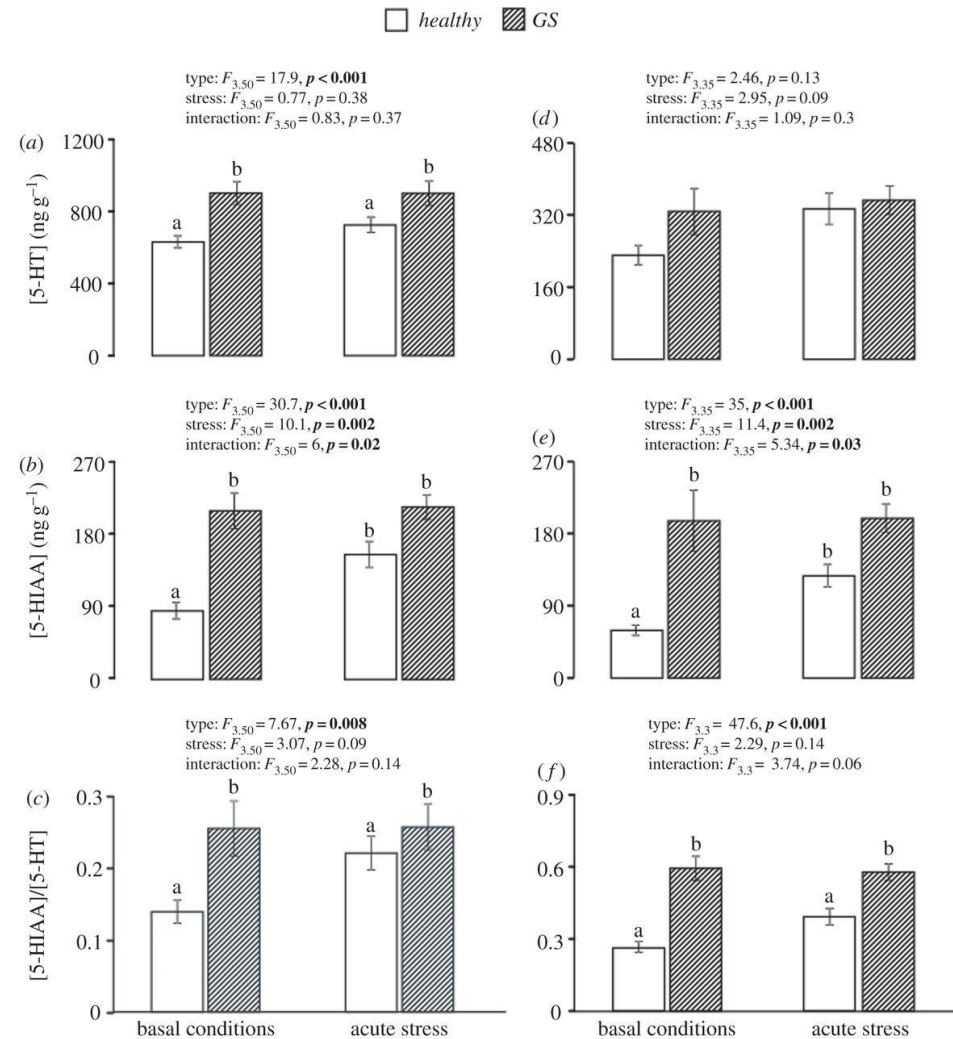 healthy GS
type: F3.50 = 17.9, p < 0.001
stress: F3.50 = 0.77, p = 0.38
interaction: F3.50 = 0.83, p = 0.37
(a)
[5-HT] (ng g⁻¹)
1200
800
400
0
a b a b
type: F3.35 = 2.46, p = 0.13
stress: F3.35 = 2.95, p = 0.09
interaction: F3.35 = 1.09, p = 0.3
(d)
480
320
160
0
type: F3.50 = 30.7, p < 0.001
stress: F3.50 = 10.1, p = 0.002
interaction: F3.50 = 6, p = 0.02
(b)
[5-HIAA] (ng g⁻¹)
270
180
90
0
a b b b
type: F3.35 = 35, p < 0.001
stress: F3.35 = 11.4, p = 0.002
interaction: F3.35 = 5.34, p = 0.03
(e)
270
180
90
0
a b b b
type: F3.50 = 7.67, p = 0.008
stress: F3.50 = 3.07, p = 0.09
interaction: F3.50 = 2.28, p = 0.14
(c)
[5-HIAA]/[5-HT]
0.3
0.2
0.1
0
a b a b
basal conditions acute stress
type: F3.3 = 47.6, p < 0.001
stress: F3.3 = 2.29, p = 0.14
interaction: F3.3 = 3.74, p = 0.06
(f)
0.9
0.6
0.3
0
a b a b
basal conditions acute stress